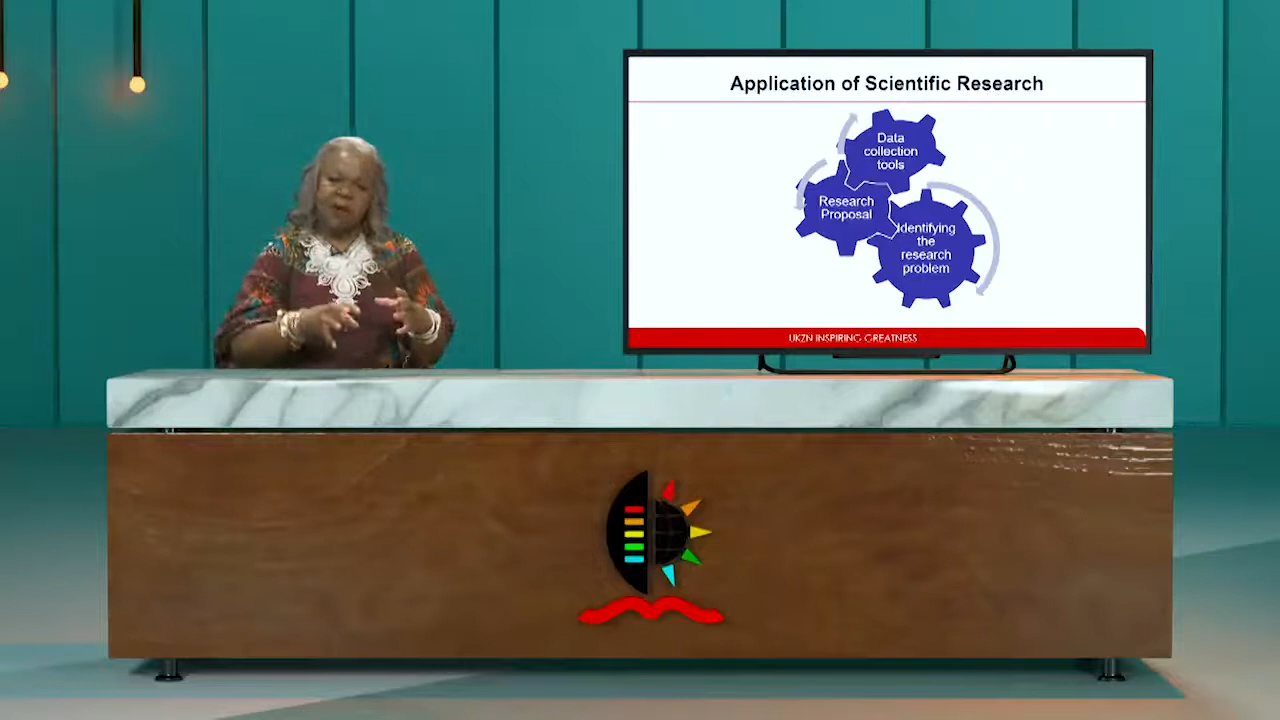 Application of Scientific Research
Data
collection
tools
Research
Proposal
Identifying
the
research
problem
UKZN INSPIRING GREATNESS